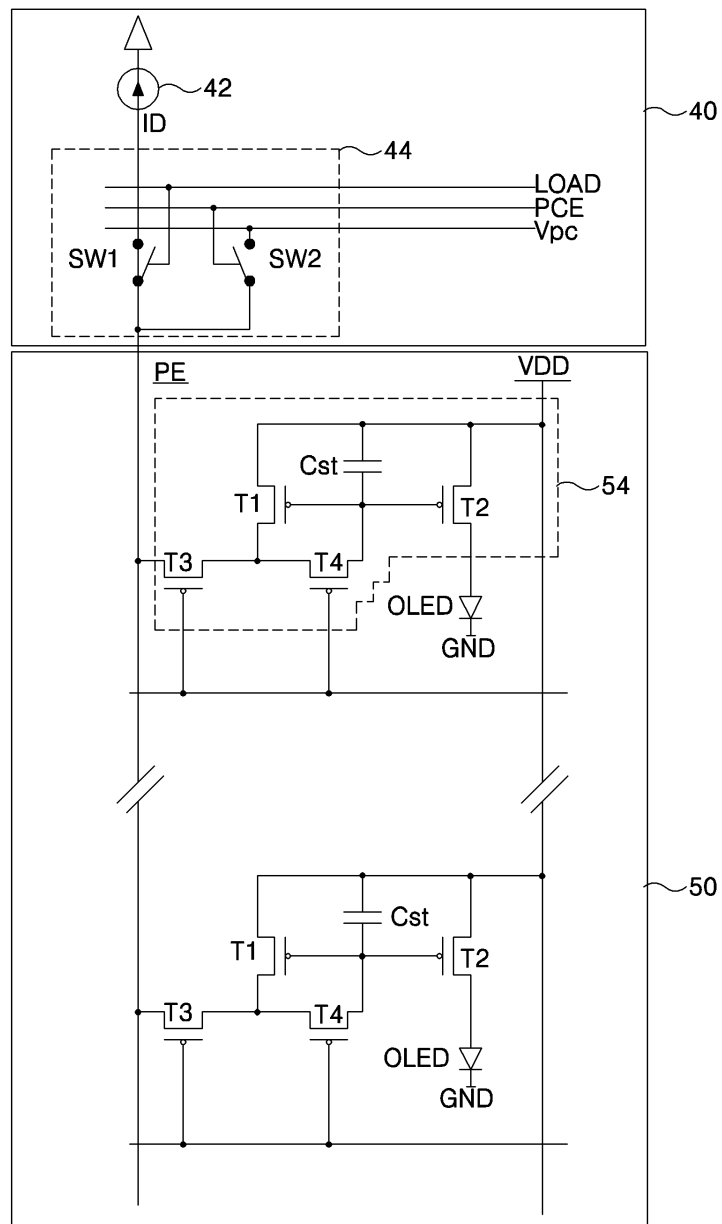 42
ID
40
44
LOAD
PCE
Vpc
SW1
SW2
PE
VDD
Cst
T1
T2
54
T3
T4
OLED
GND
50
Cst
T1
T2
T3
T4
OLED
GND